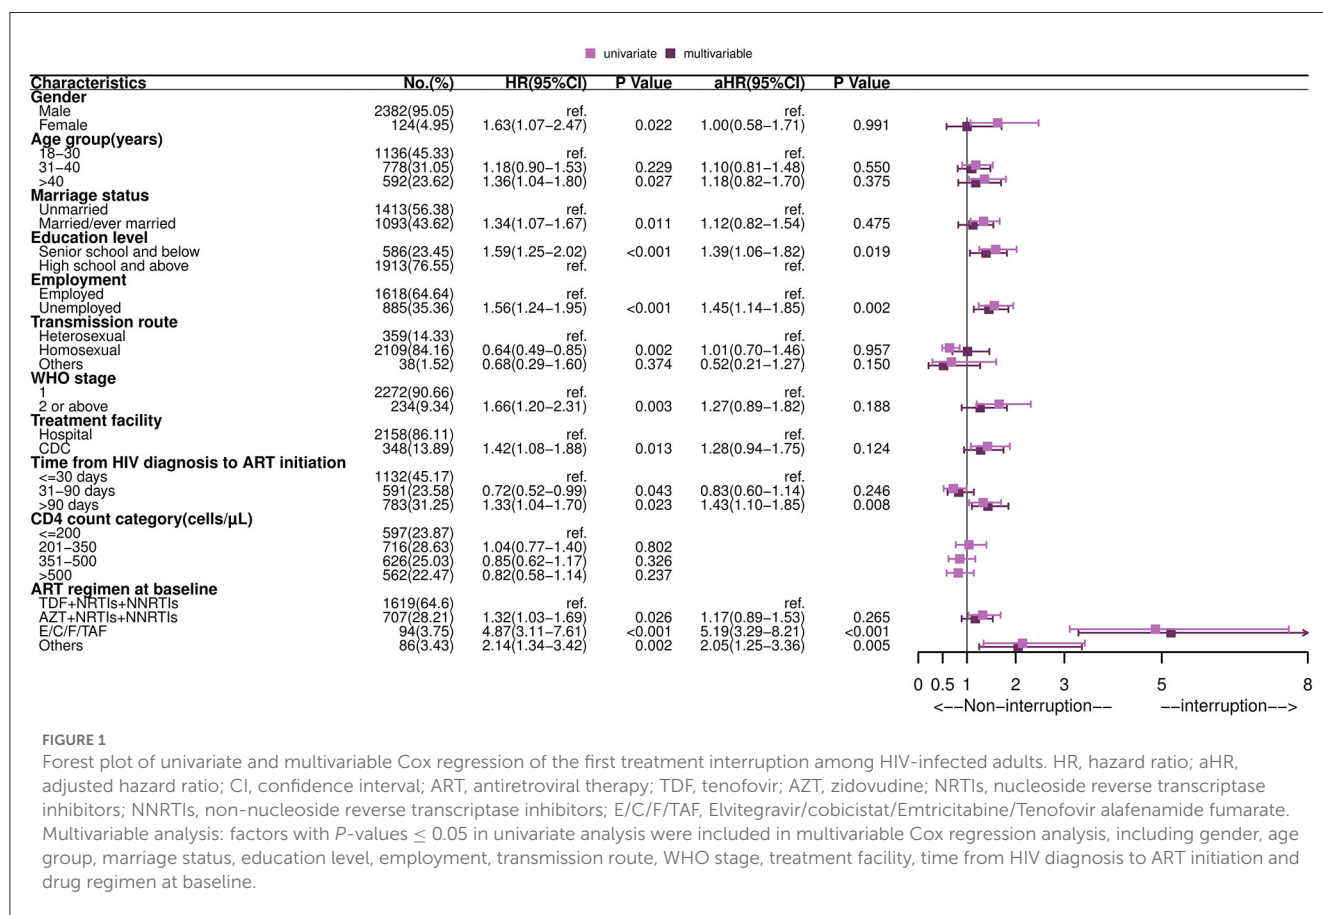 univariate multivariable
Characteristics No.(%) HR(95%CI) P Value aHR(95%CI) P Value
Gender
Male 2382(95.05) ref. ref.
Female 124(4.95) 1.63(1.07−2.47) 0.022 1.00(0.58−1.71) 0.991
Age group(years)
18−30 1136(45.33) ref. ref.
31−40 778(31.05) 1.18(0.90−1.53) 0.229 1.10(0.81−1.48) 0.550
>40 592(23.62) 1.36(1.04−1.80) 0.027 1.18(0.82−1.70) 0.375
Marriage status
Unmarried 1413(56.38) ref. ref.
Married/ever married 1093(43.62) 1.34(1.07−1.67) 0.011 1.12(0.82−1.54) 0.475
Education level
Senior school and below 586(23.45) 1.59(1.25−2.02) <0.001 1.39(1.06−1.82) 0.019
High school and above 1913(76.55) ref. ref.
Employment
Employed 1618(64.64) ref. ref.
Unemployed 885(35.36) 1.56(1.24−1.95) <0.001 1.45(1.14−1.85) 0.002
Transmission route
Heterosexual 359(14.33) ref. ref.
Homosexual 2109(84.16) 0.64(0.49−0.85) 0.002 1.01(0.70−1.46) 0.957
Others 38(1.52) 0.68(0.29−1.60) 0.374 0.52(0.21−1.27) 0.150
WHO stage
1 2272(90.66) ref. ref.
2 or above 234(9.34) 1.66(1.20−2.31) 0.003 1.27(0.89−1.82) 0.188
Treatment facility
Hospital 2158(86.11) ref. ref.
CDC 348(13.89) 1.42(1.08−1.88) 0.013 1.28(0.94−1.75) 0.124
Time from HIV diagnosis to ART initiation
<=30 days 1132(45.17) ref. ref.
31−90 days 591(23.58) 0.72(0.52−0.99) 0.043 0.83(0.60−1.14) 0.246
>90 days 783(31.25) 1.33(1.04−1.70) 0.023 1.43(1.10−1.85) 0.008
CD4 count category(cells/μL)
<=200 597(23.87) ref.
201−350 716(28.63) 1.04(0.77−1.40) 0.802
351−500 626(25.03) 0.85(0.62−1.17) 0.326
>500 562(22.47) 0.82(0.58−1.14) 0.237
ART regimen at baseline
TDF+NRTIs+NNRTIs 1619(64.6) ref. ref.
AZT+NRTIs+NNRTIs 707(28.21) 1.32(1.03−1.69) 0.026 1.17(0.89−1.53) 0.265
E/C/F/TAF 94(3.75) 4.87(3.11−7.61) <0.001 5.19(3.29−8.21) <0.001
Others 86(3.43) 2.14(1.34−3.42) 0.002 2.05(1.25−3.36) 0.005
0 0.5 1 2 3 5 8
<−−Non−interruption−− −−interruption−−>
FIGURE 1
Forest plot of univariate and multivariable Cox regression of the first treatment interruption among HIV-infected adults. HR, hazard ratio; aHR,
adjusted hazard ratio; CI, confidence interval; ART, antiretroviral therapy; TDF, tenofovir; AZT, zidovudine; NRTIs, nucleoside reverse transcriptase
inhibitors; NNRTIs, non-nucleoside reverse transcriptase inhibitors; E/C/F/TAF, Elvitegravir/cobicistat/Emtricitabine/Tenofovir alafenamide fumarate.
Multivariable analysis: factors with P-values ≤ 0.05 in univariate analysis were included in multivariable Cox regression analysis, including gender, age
group, marriage status, education level, employment, transmission route, WHO stage, treatment facility, time from HIV diagnosis to ART initiation and
drug regimen at baseline.